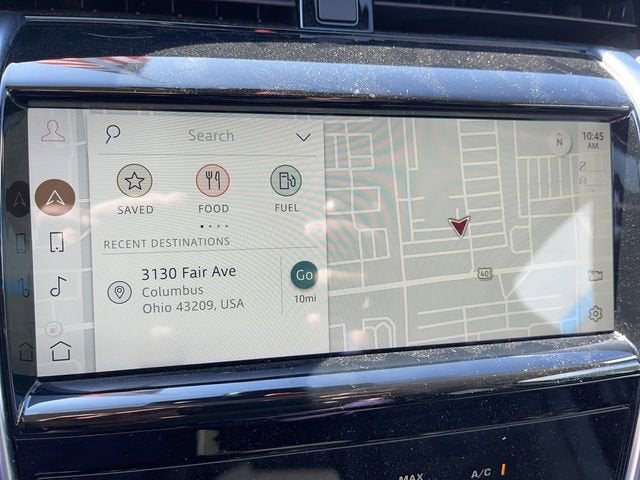 Search
SAVED
FOOD
FUEL
RECENT DESTINATIONS
3130 Fair Ave
Columbus
Ohio 43209, USA
Go
10mi
N
10:45
AM
40
MAX
A/C